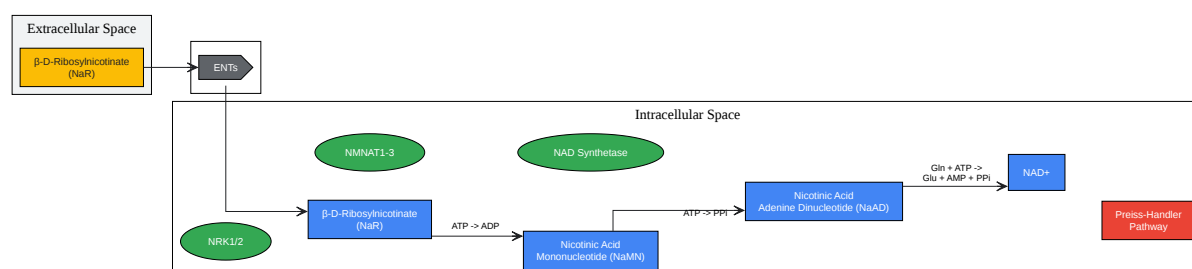 Extracellular Space
β-D-Ribosylnicotinate
(NaR)
ENTs
Intracellular Space
NMNAT1-3
NAD Synthetase
Gln + ATP ->
Glu + AMP + PPi
NAD+
β-D-Ribosylnicotinate
(NaR)
ATP -> ADP
Nicotinic Acid
Adenine Dinucleotide (NaAD)
ATP -> PPi
Preiss-Handler
Pathway
NRK1/2
Nicotinic Acid
Mononucleotide (NaMN)